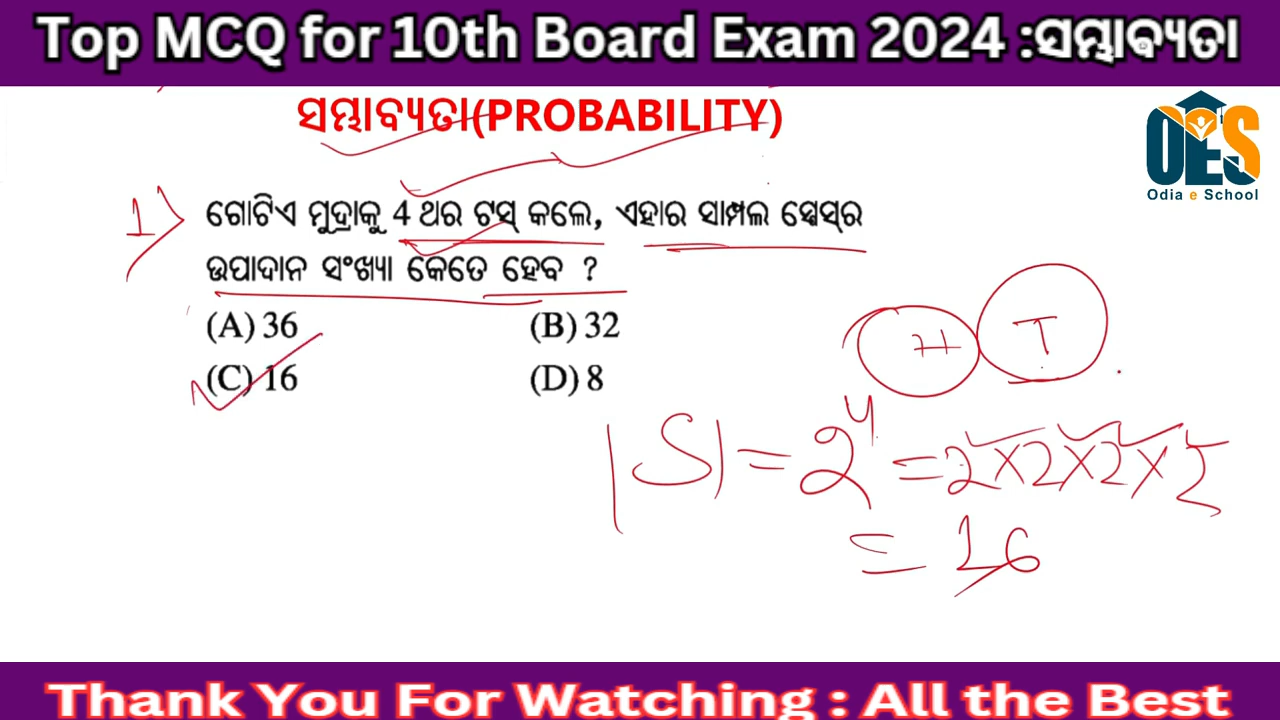 Top MCQ for 10th Board Exam 2024 :ସମ୍ଭାବ୍ୟତା
ସମ୍ଭାବ୍ୟତା(PROBABILITY)
OES
Odia e School
1) ଗୋଟିଏ ମୁଦ୍ରାକୁ 4 ଥର ଟସ୍ କଲେ, ଏହାର ସାମ୍ପଲ ସ୍ପେସ୍‌ର
ଉପାଦାନ ସଂଖ୍ୟା କେତେ ହେବ ?
(A) 36 (B) 32
(C) 16 (D) 8
H T
|S| = 2⁴ = 2×2×2×2
= 16
Thank You For Watching : All the Best